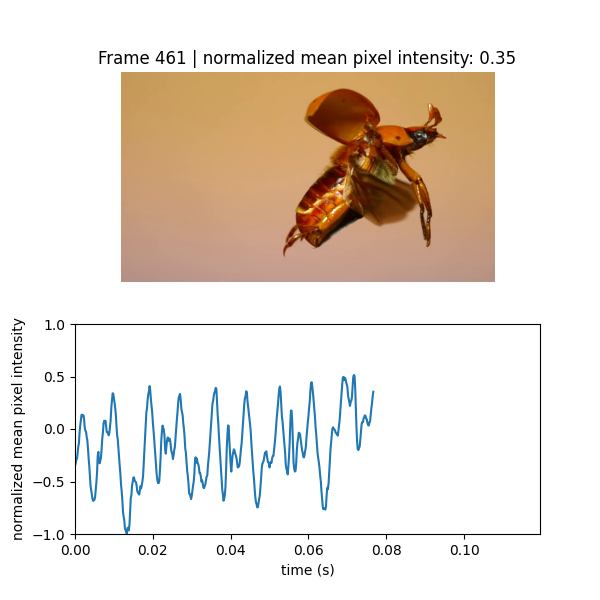 Frame 461 | normalized mean pixel intensity: 0.35
normalized mean pixel intensity
1.0
0.5
0.0
−0.5
−1.0
0.00 0.02 0.04 0.06 0.08 0.10
time (s)